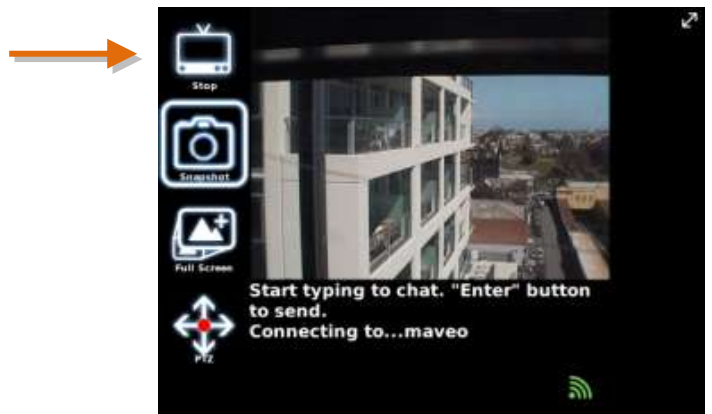 Stop
Snapshot
Full Screen
PTZ
Start typing to chat. "Enter" button
to send.
Connecting to...maveo